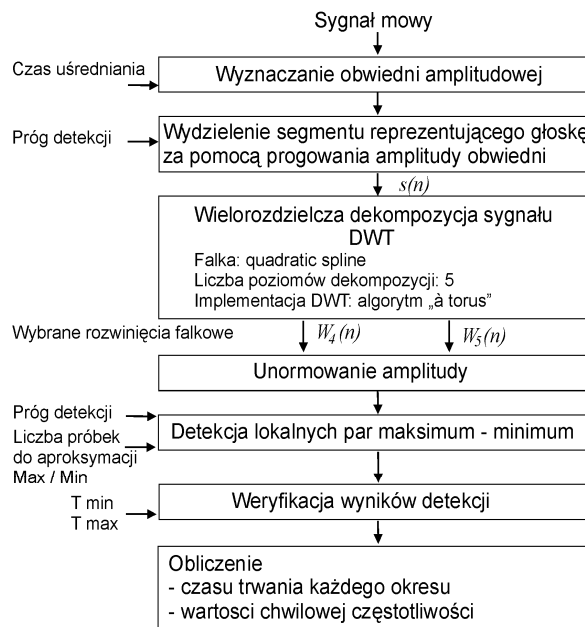 Sygnał mowy
Czas uśredniania
Wyznaczanie obwiedni amplitudowej
Próg detekcji
Wydzielenie segmentu reprezentującego głoskę
za pomocą progowania amplitudy obwiedni
s(n)
Wielorozdzielcza dekompozycja sygnału
DWT
Falka: quadratic spline
Liczba poziomów dekompozycji: 5
Implementacja DWT: algorytm „à torus”
Wybrane rozwinięcia falkowe
W4(n)
W5(n)
Unormowanie amplitudy
Próg detekcji
Liczba próbek
do aproksymacji
Max / Min
Detekcja lokalnych par maksimum - minimum
T min
T max
Weryfikacja wyników detekcji
Obliczenie
- czasu trwania każdego okresu
- wartosci chwilowej częstotliwości